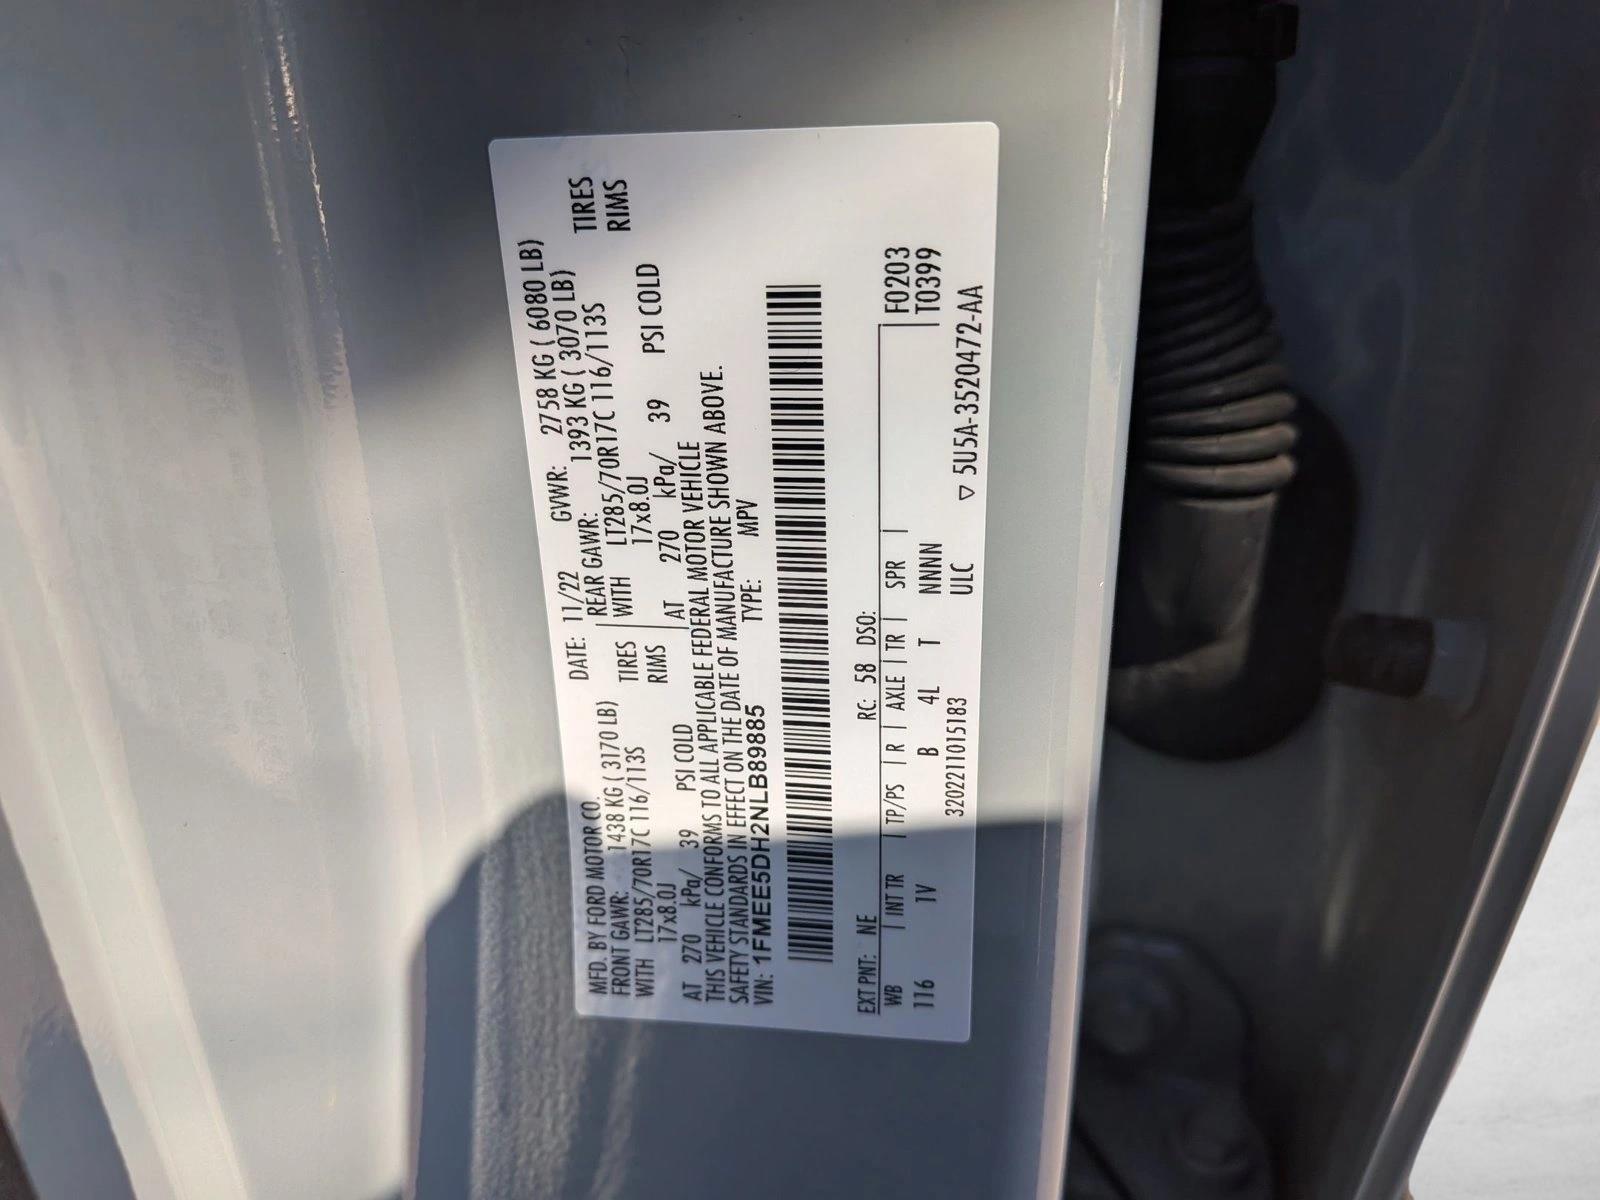 MFD. BY FORD MOTOR CO.
DATE: 11/22 GVWR: 2758 KG ( 6080 LB)
FRONT GAWR: 1438 KG ( 3170 LB) REAR GAWR: 1393 KG ( 3070 LB)
WITH LT285/70R17C 116/113S TIRES WITH LT285/70R17C 116/113S TIRES
17x8.0J RIMS 17x8.0J RIMS
AT 270 kPa/ 39 PSI COLD AT 270 kPa/ 39 PSI COLD
THIS VEHICLE CONFORMS TO ALL APPLICABLE FEDERAL MOTOR VEHICLE
SAFETY STANDARDS IN EFFECT ON THE DATE OF MANUFACTURE SHOWN ABOVE.
VIN: 1FMEE5DH2NLB89885 TYPE: MPV
EXT PNT: NE RC: 58 DSO: F0203
WB | INT TR | TP/PS | R | AXLE | TR | SPR | T0399
116 1V B 4L T NNNN
320221101S183 ULC ▽ 5U5A-3520472-AA